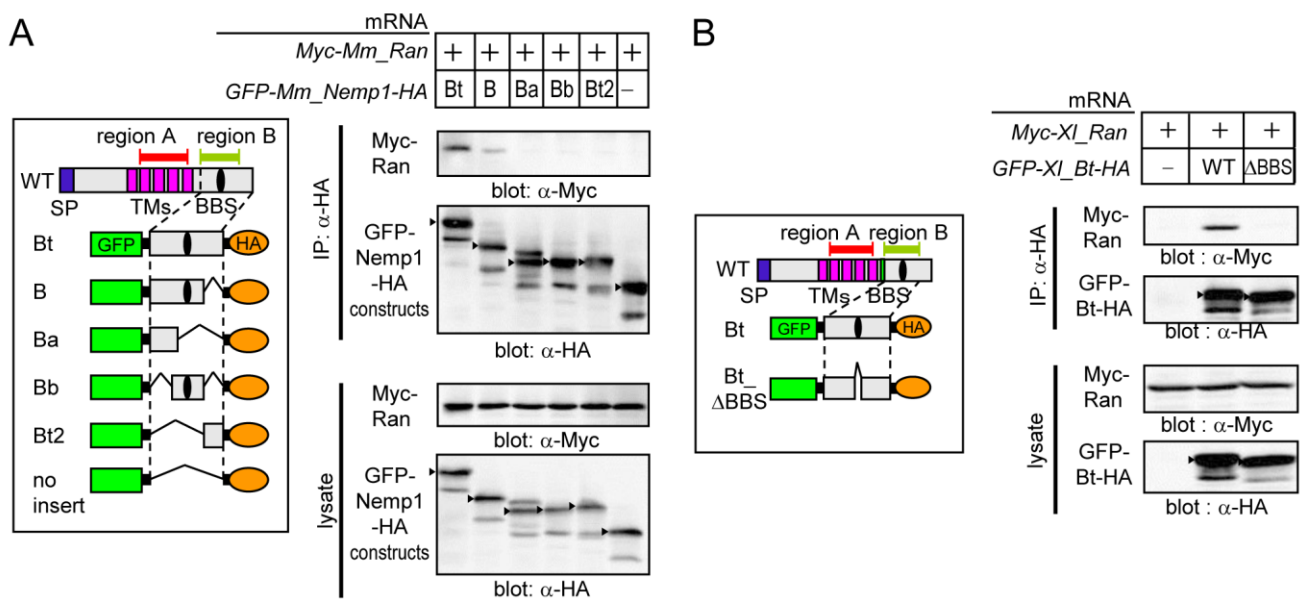 A
mRNA
Myc-Mm_Ran + + + + + +
GFP-Mm_Nemp1-HA Bt B Ba Bb Bt2 –
region A region B
WT
SP TMs BBS
Bt GFP HA
B
Ba
Bb
Bt2
no
insert
IP: α-HA
Myc-
Ran
blot: α-Myc
GFP-
Nemp1
-HA
constructs
blot: α-HA
lysate
Myc-
Ran
blot: α-Myc
GFP-
Nemp1
-HA
constructs
blot: α-HA
B
mRNA
Myc-Xl_Ran + + +
GFP-Xl_Bt-HA – WT ΔBBS
region A region B
WT
SP TMs BBS
Bt GFP HA
Bt_
ΔBBS
IP: α-HA
Myc-
Ran
blot : α-Myc
GFP-
Bt-HA
blot : α-HA
lysate
Myc-
Ran
blot : α-Myc
GFP-
Bt-HA
blot : α-HA